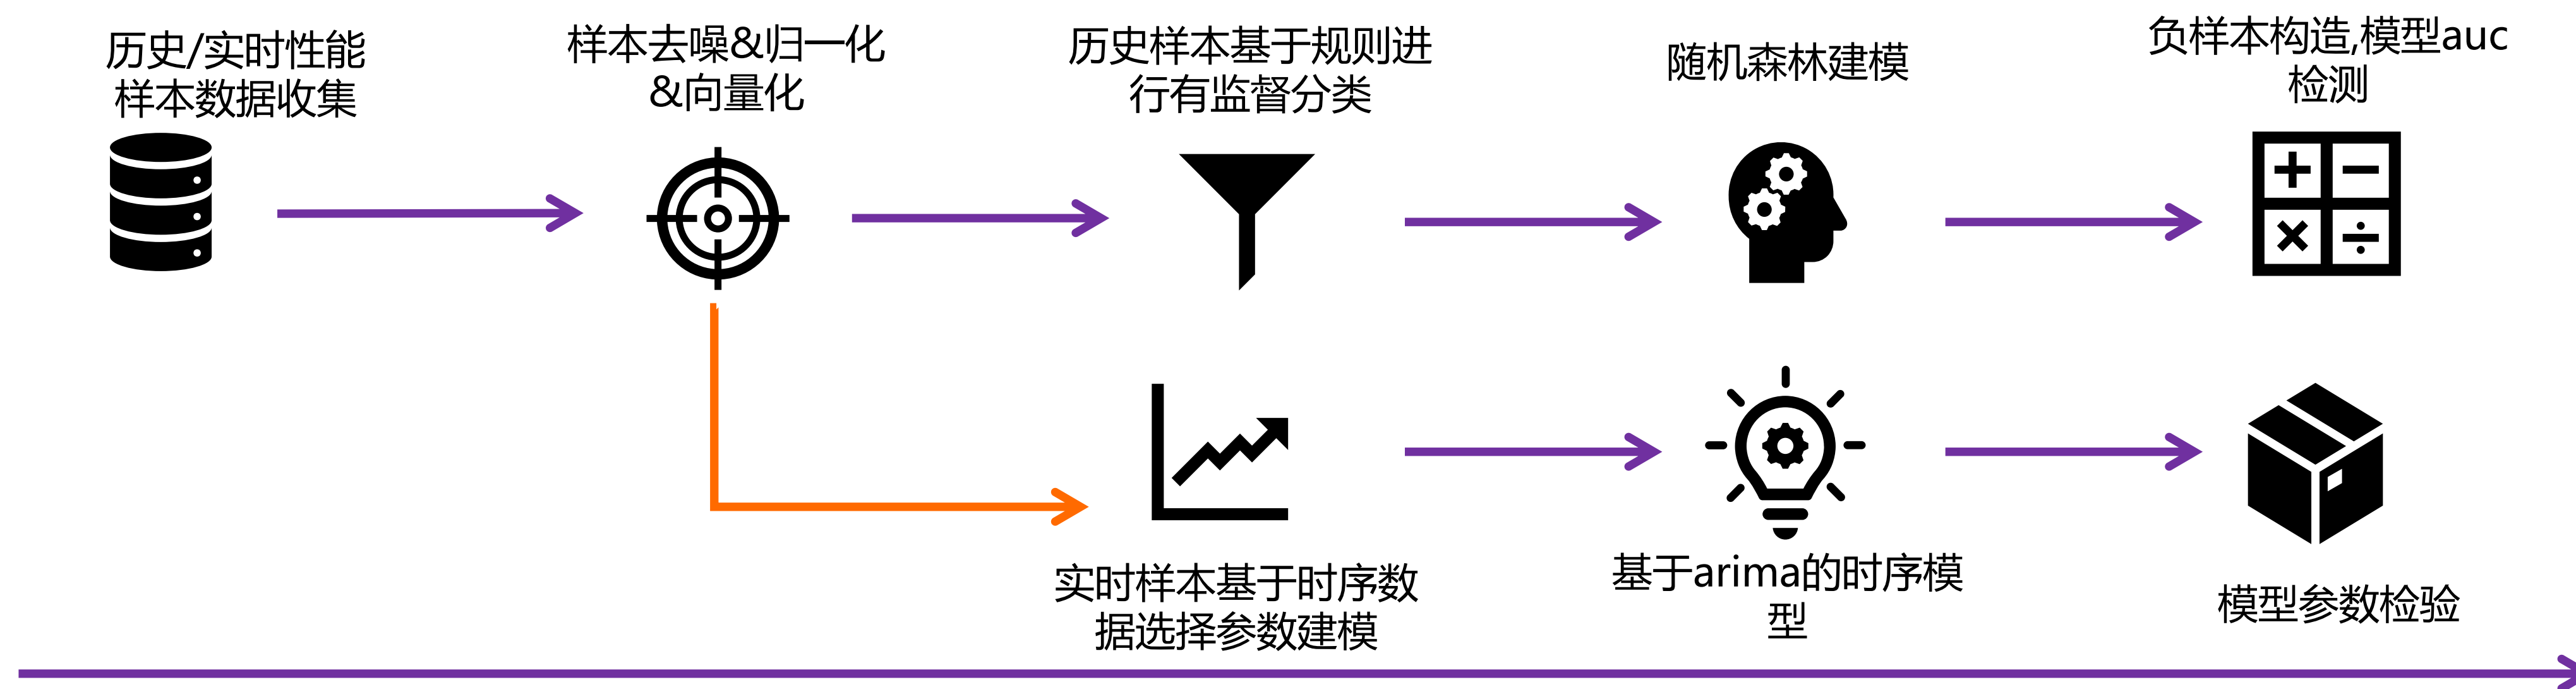 历史/实时性能
样本数据收集
样本去噪&归一化
&向量化
历史样本基于规则进
行有监督分类
随机森林建模
负样本构造,模型auc
检测
实时样本基于时序数
据选择参数建模
基于arima的时序模
型
模型参数检验